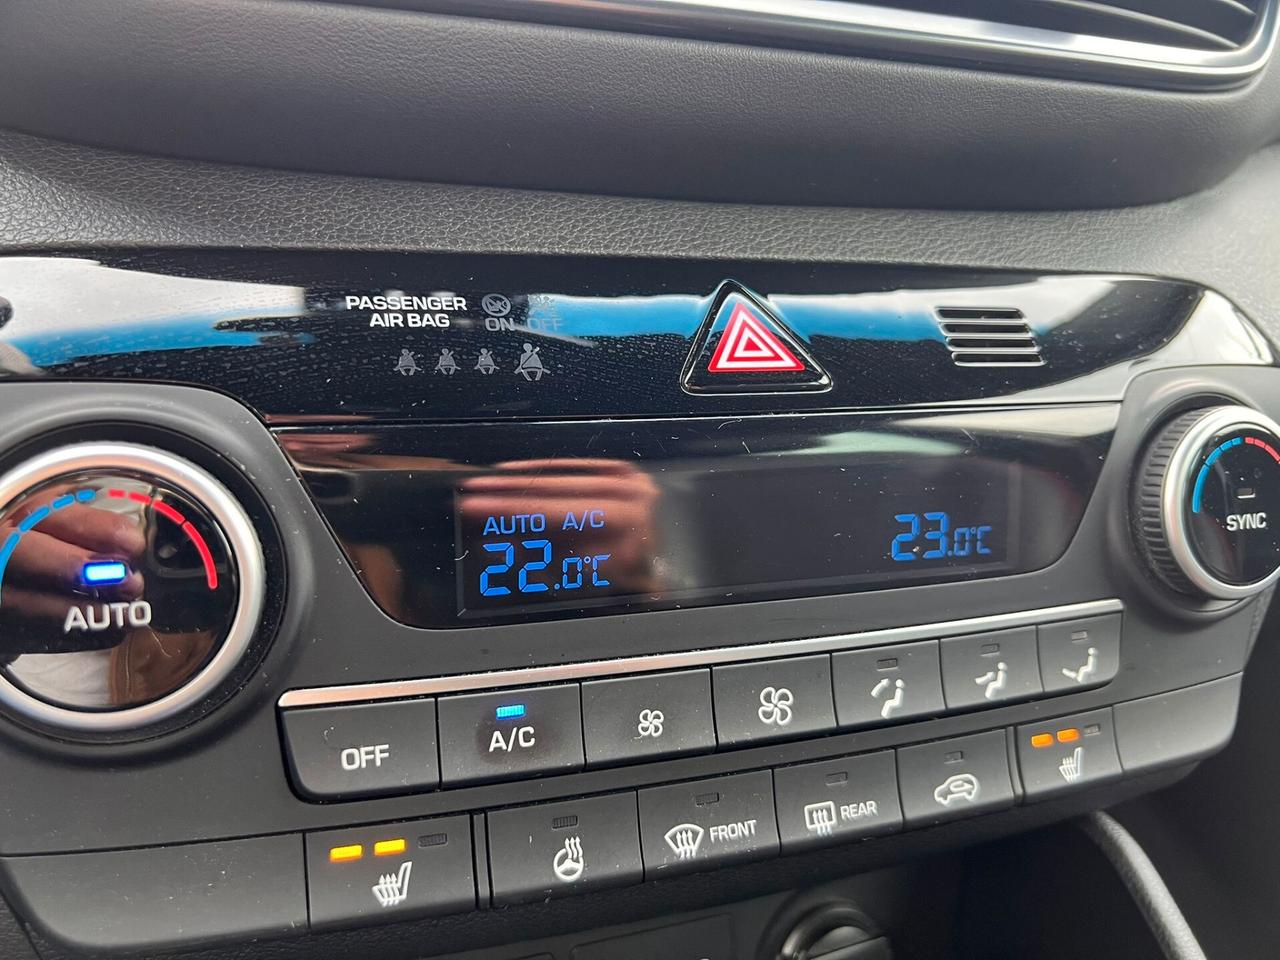 PASSENGER
AIR BAG
ON OFF
AUTO A/C
22.0°C
23.0°C
AUTO
SYNC
OFF
A/C
FRONT
REAR